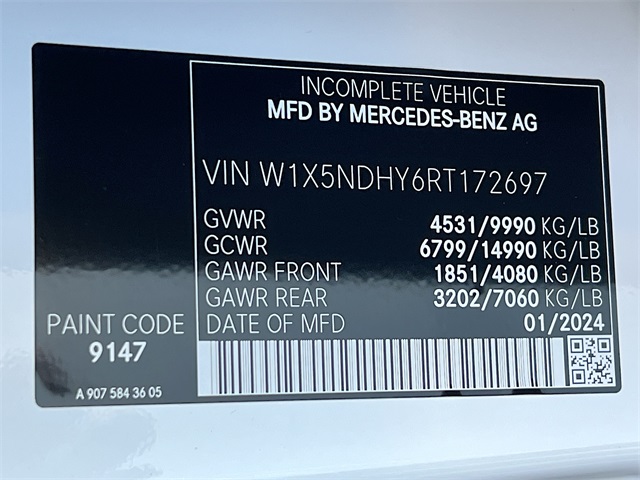 INCOMPLETE VEHICLE
MFD BY MERCEDES-BENZ AG
VIN W1X5NDHY6RT172697
GVWR 4531/9990 KG/LB
GCWR 6799/14990 KG/LB
GAWR FRONT 1851/4080 KG/LB
GAWR REAR 3202/7060 KG/LB
DATE OF MFD 01/2024
PAINT CODE
9147
A 907 584 36 05